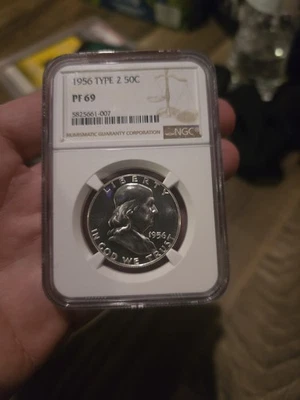 1956 TYPE 2 50C
PF 69
5825661-007
NUMISMATIC GUARANTY CORPORATION
NGC
LIBERTY
1956
IN GOD WE TRUST